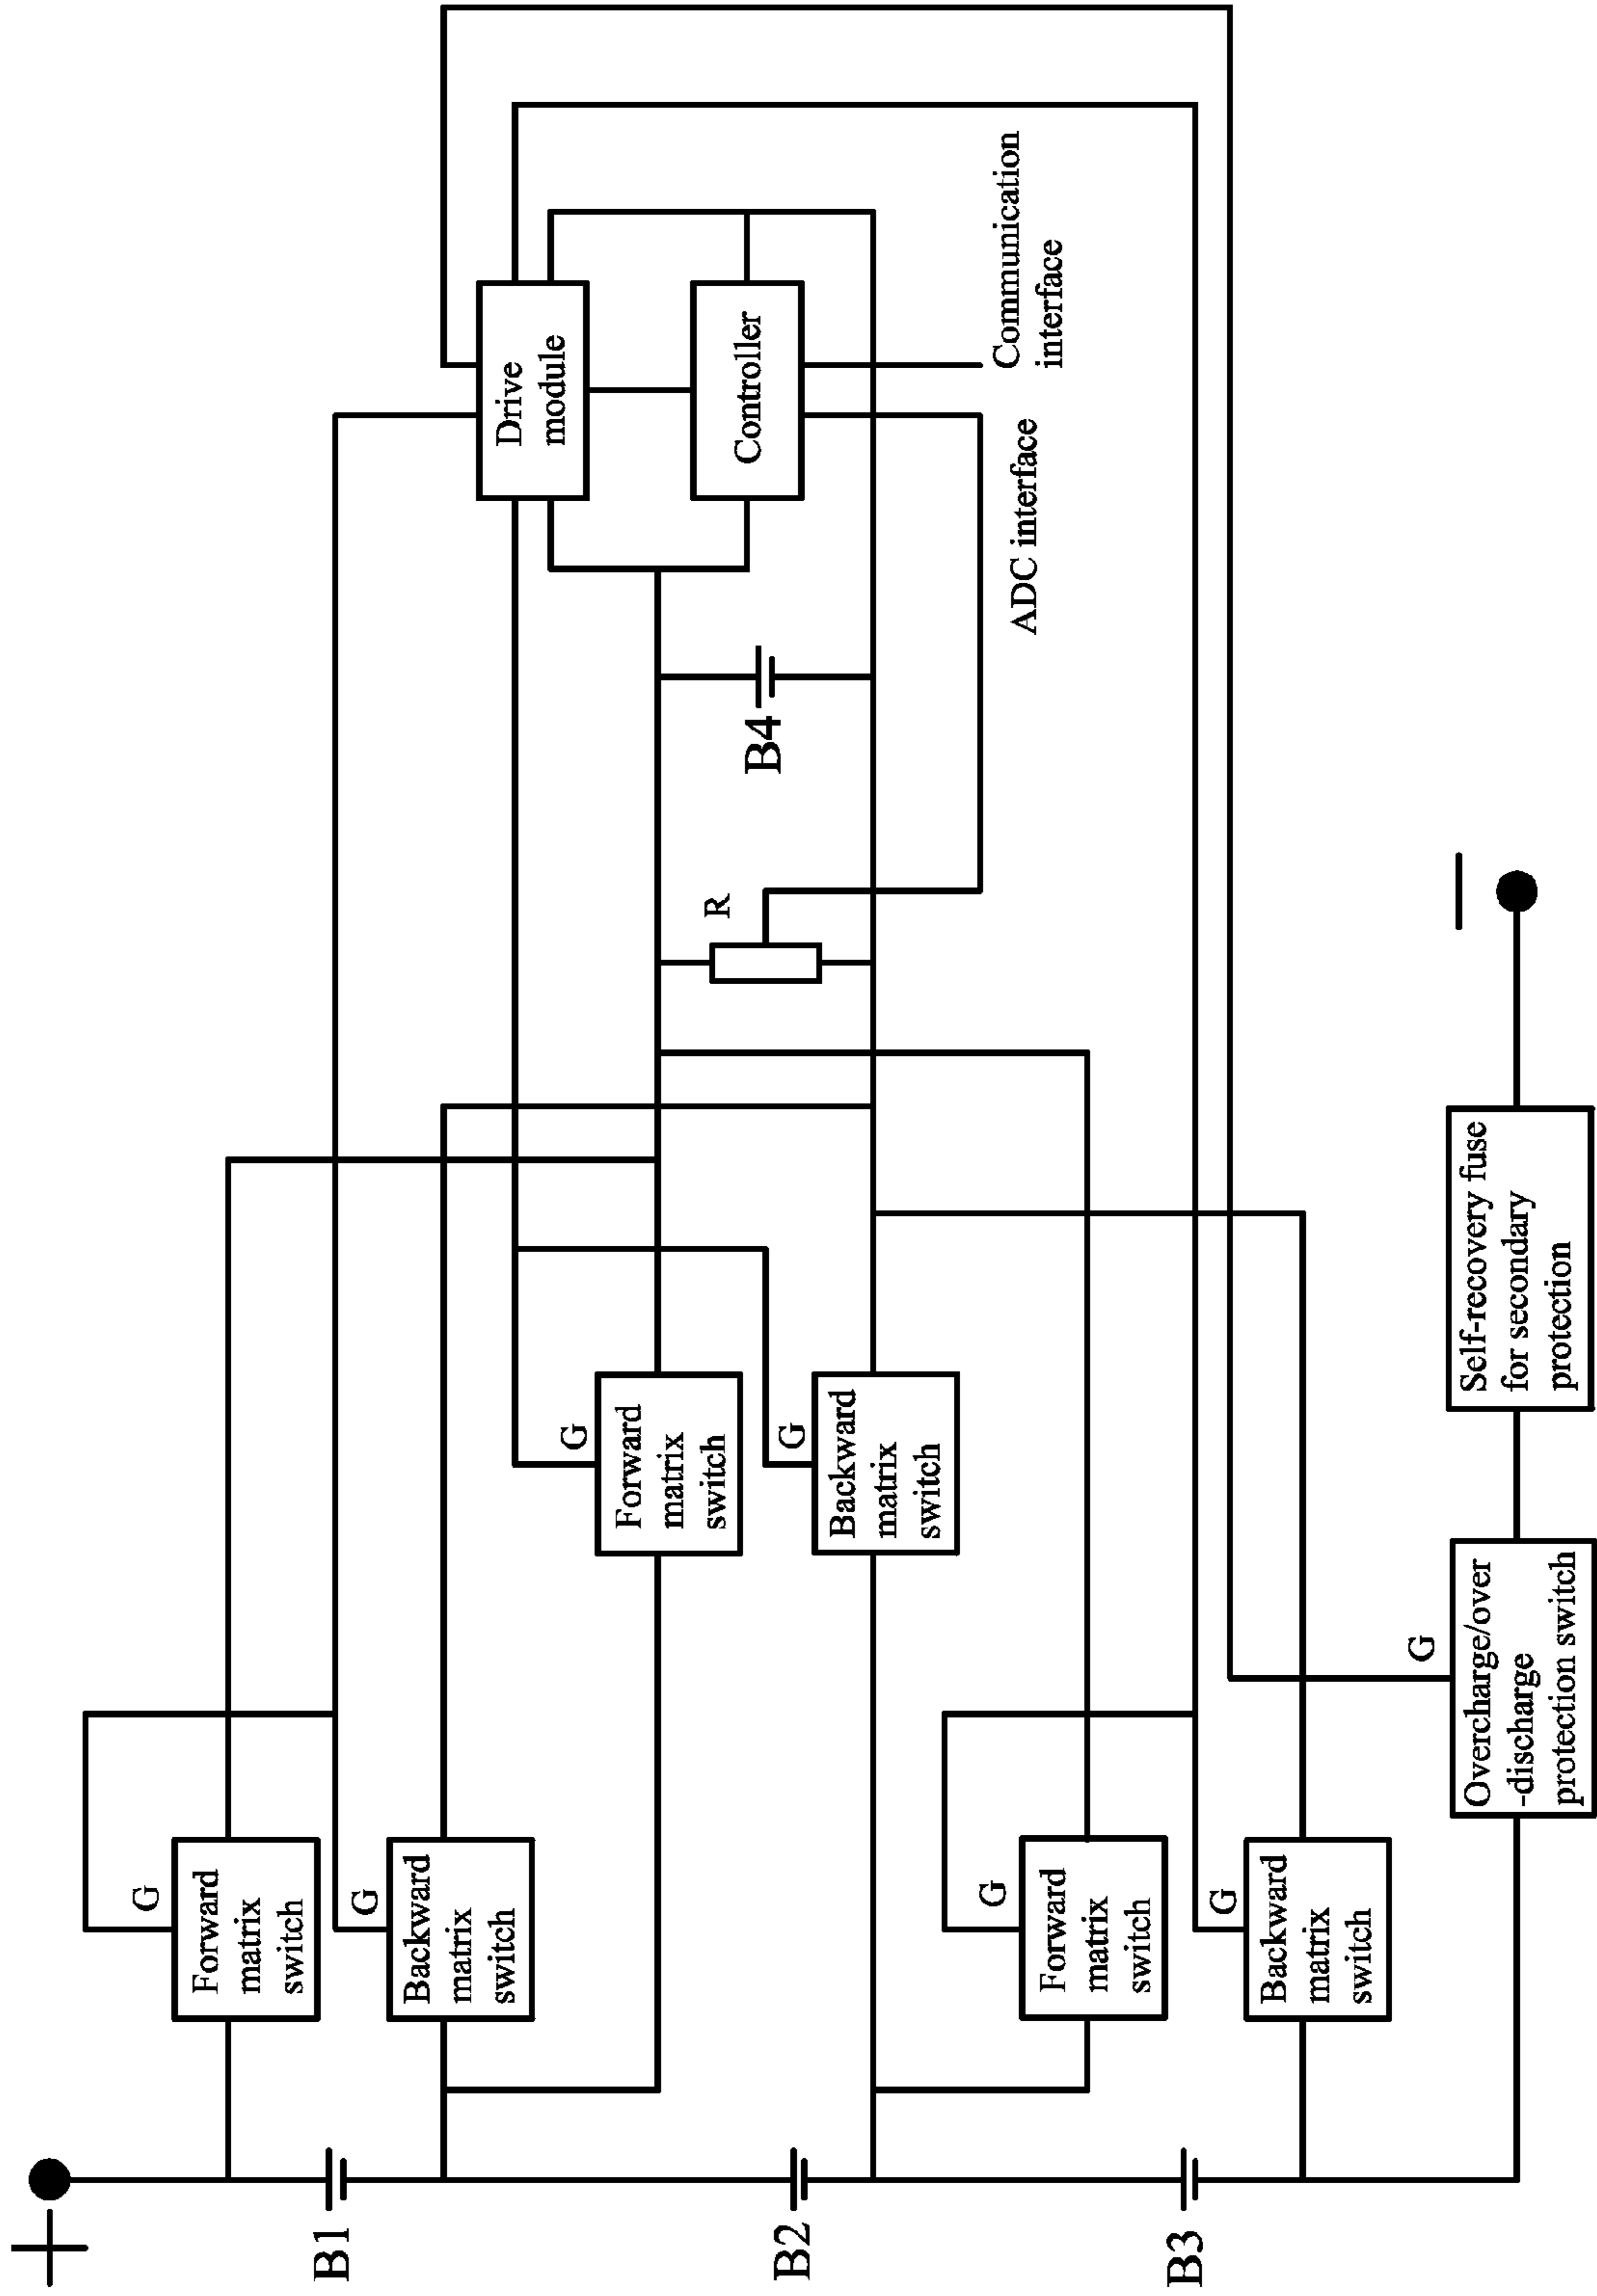 Drive
module
Controller
Communication
interface
ADC interface
B4
R
G
Forward
matrix
switch
G
Backward
matrix
switch
G
Forward
matrix
switch
G
Backward
matrix
switch
G
Forward
matrix
switch
G
Backward
matrix
switch
G
Overcharge/over
-discharge
protection switch
Self-recovery fuse
for secondary
protection
+
B1
B2
B3
—